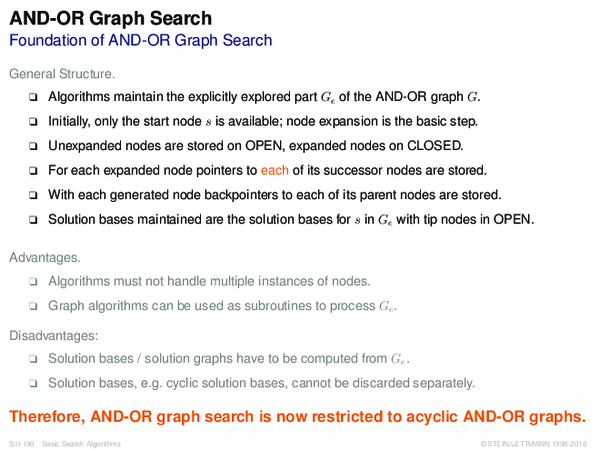 AND-OR Graph Search
Foundation of AND-OR Graph Search
General Structure.
❑ Algorithms maintain the explicitly explored part Ge of the AND-OR graph G.
❑ Initially, only the start node s is available; node expansion is the basic step.
❑ Unexpanded nodes are stored on OPEN, expanded nodes on CLOSED.
❑ For each expanded node pointers to each of its successor nodes are stored.
❑ With each generated node backpointers to each of its parent nodes are stored.
❑ Solution bases maintained are the solution bases for s in Ge with tip nodes in OPEN.
Advantages.
❑ Algorithms must not handle multiple instances of nodes.
❑ Graph algorithms can be used as subroutines to process Ge.
Disadvantages:
❑ Solution bases / solution graphs have to be computed from Ge.
❑ Solution bases, e.g. cyclic solution bases, cannot be discarded separately.
Therefore, AND-OR graph search is now restricted to acyclic AND-OR graphs.
S:II-190 Basic Search Algorithms © STEIN/LETTMANN 1998-2018